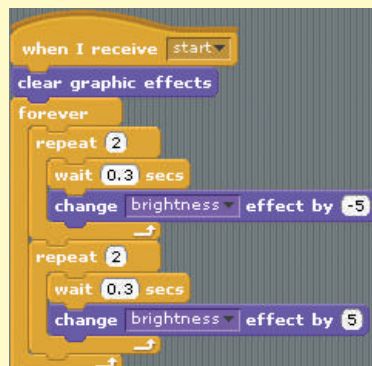 when I receive start
clear graphic effects
forever
repeat 2
wait 0.3 secs
change brightness effect by -5
repeat 2
wait 0.3 secs
change brightness effect by 5